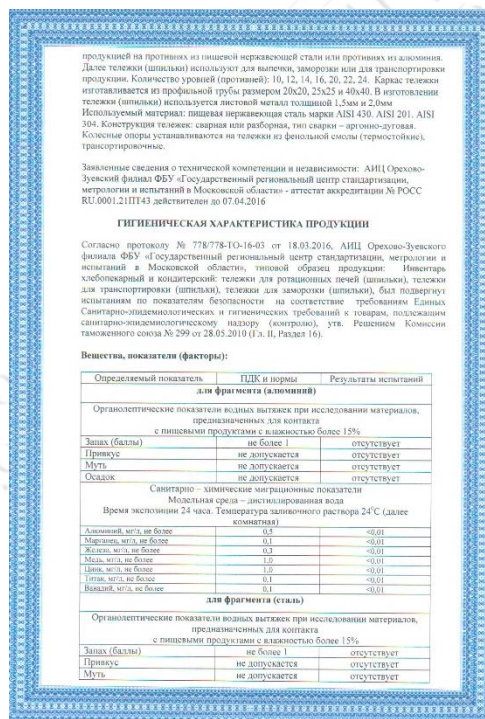 продукцией на противнях из пищевой нержавеющей стали или противнях из алюминия.
Далее тележки (шпильки) используют для выпечки, заморозки или для транспортировки
продукции. Количество уровней (противней): 10, 12, 14, 16, 20, 22, 24. Каркас тележки
изготавливается из профильной трубы размером 20х20, 25х25 и 40х40. В изготовлении
тележки (шпильки) используется листовой металл толщиной 1,5мм и 2,0мм
Используемый материал: пищевая нержавеющая сталь марки AISI 430. AISI 201. AISI
304. Конструкция тележек: сварная или разборная, тип сварки – аргонно-дуговая.
Колесные опоры устанавливаются на тележки из фенольной смолы (термостойкие),
транспортировочные.
Заявленные сведения о технической компетенции и независимости: АИЦ Орехово-
Зуевский филиал ФБУ «Государственный региональный центр стандартизации,
метрологии и испытаний в Московской области» - аттестат аккредитации № РОСС
RU.0001.21ПТ43 действителен до 07.04.2016
ГИГИЕНИЧЕСКАЯ ХАРАКТЕРИСТИКА ПРОДУКЦИИ
Согласно протоколу № 778/778-ТО-16-03 от 18.03.2016, АИЦ Орехово-Зуевского
филиала ФБУ «Государственный региональный центр стандартизации, метрологии и
испытаний в Московской области», типовой образец продукции: Инвентарь
хлебопекарный и кондитерский: тележки для ротационных печей (шпильки), тележки
для транспортировки (шпильки), тележки для заморозки (шпильки), был подвергнут
испытаниям по показателям безопасности на соответствие требованиям Единых
Санитарно-эпидемиологических и гигиенических требований к товарам, подлежащим
санитарно-эпидемиологическому надзору (контролю), утв. Решением Комиссии
таможенного союза № 299 от 28.05.2010 (Гл. II, Раздел 16).
Вещества, показатели (факторы):
Определяемый показатель ПДК и нормы Результаты испытаний
для фрагмента (алюминий)
Органолептические показатели водных вытяжек при исследовании материалов,
предназначенных для контакта
с пищевыми продуктами с влажностью более 15%
Запах (баллы) не более 1 отсутствует
Привкус не допускается отсутствует
Муть не допускается отсутствует
Осадок не допускается отсутствует
Санитарно – химические миграционные показатели
Модельная среда – дистиллированная вода
Время экспозиции 24 часа. Температура заливочного раствора 24°С (далее
комнатная)
Алюминий, мг/л, не более 0,5 <0,01
Марганец, мг/л, не более 0,1 <0,01
Железо, мг/л, не более 0,3 <0,01
Медь, мг/л, не более 1,0 <0,01
Цинк, мг/л, не более 1,0 <0,01
Титан, мг/л, не более 0,1 <0,01
Ванадий, мг/л, не более 0,1 <0,01
для фрагмента (сталь)
Органолептические показатели водных вытяжек при исследовании материалов,
предназначенных для контакта
с пищевыми продуктами с влажностью более 15%
Запах (баллы) не более 1 отсутствует
Привкус не допускается отсутствует
Муть не допускается отсутствует